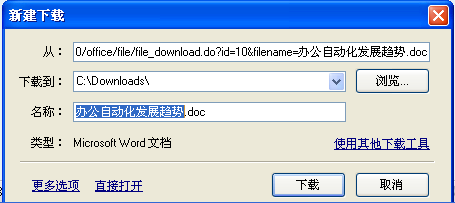 新建下载
从： 0/office/file/file_download.do?id=10&filename=办公自动化发展趋势.doc
下载到： C:\Downloads\ 浏览...
名称： 办公自动化发展趋势.doc
类型： Microsoft Word 文档 使用其他下载工具
更多选项 直接打开 下载 取消